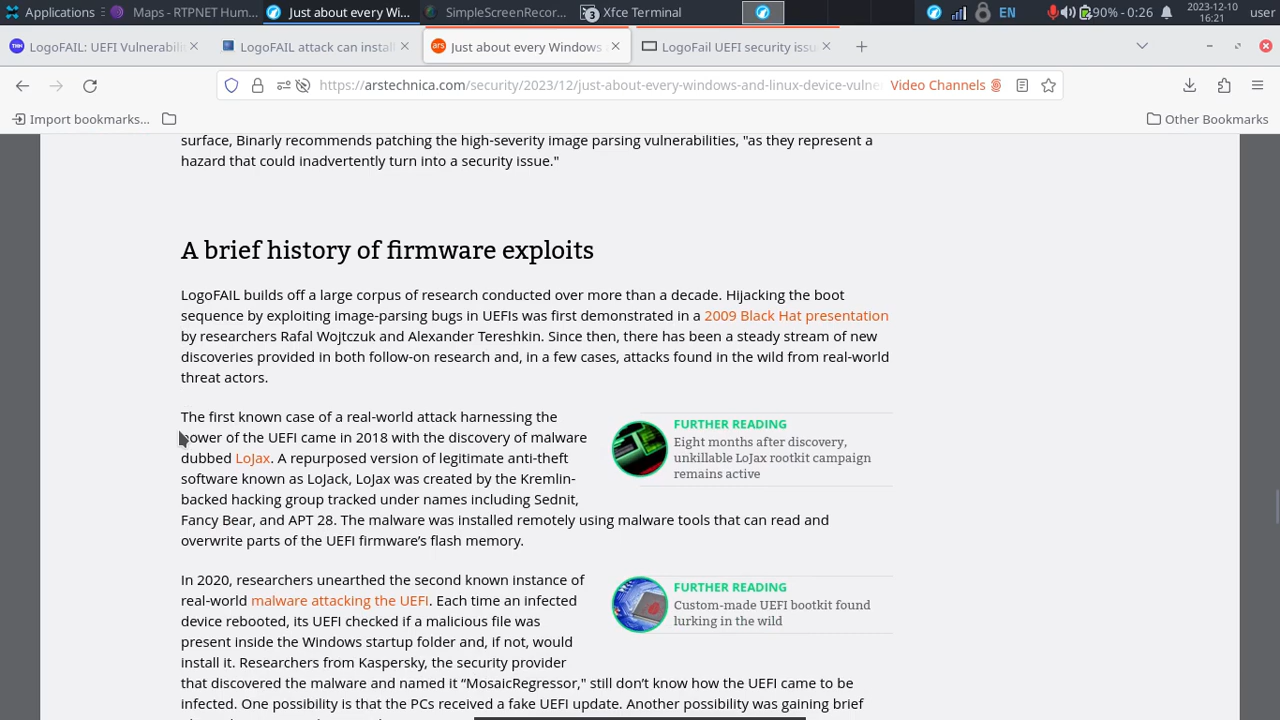 Applications
Maps - RTPNET Hum...
Just about every Wi...
SimpleScreenRecor...
3
Xfce Terminal
EN
90% - 0:26
2023-12-10
16:21
user
LogoFAIL: UEFI Vulnerabil
LogoFAIL attack can install
ars
Just about every Windows
LogoFail UEFI security issu
https://arstechnica.com/security/2023/12/just-about-every-windows-and-linux-device-vulne
Video Channels
Import bookmarks...
Other Bookmarks
surface, Binarly recommends patching the high-severity image parsing vulnerabilities, "as they represent a
hazard that could inadvertently turn into a security issue."
A brief history of firmware exploits
LogoFAIL builds off a large corpus of research conducted over more than a decade. Hijacking the boot
sequence by exploiting image-parsing bugs in UEFIs was first demonstrated in a 2009 Black Hat presentation
by researchers Rafal Wojtczuk and Alexander Tereshkin. Since then, there has been a steady stream of new
discoveries provided in both follow-on research and, in a few cases, attacks found in the wild from real-world
threat actors.
The first known case of a real-world attack harnessing the
power of the UEFI came in 2018 with the discovery of malware
dubbed LoJax. A repurposed version of legitimate anti-theft
software known as LoJack, LoJax was created by the Kremlin-
backed hacking group tracked under names including Sednit,
Fancy Bear, and APT 28. The malware was installed remotely using malware tools that can read and
overwrite parts of the UEFI firmware’s flash memory.
FURTHER READING
Eight months after discovery,
unkillable LoJax rootkit campaign
remains active
In 2020, researchers unearthed the second known instance of
real-world malware attacking the UEFI. Each time an infected
device rebooted, its UEFI checked if a malicious file was
present inside the Windows startup folder and, if not, would
install it. Researchers from Kaspersky, the security provider
that discovered the malware and named it “MosaicRegressor," still don’t know how the UEFI came to be
infected. One possibility is that the PCs received a fake UEFI update. Another possibility was gaining brief
FURTHER READING
Custom-made UEFI bootkit found
lurking in the wild